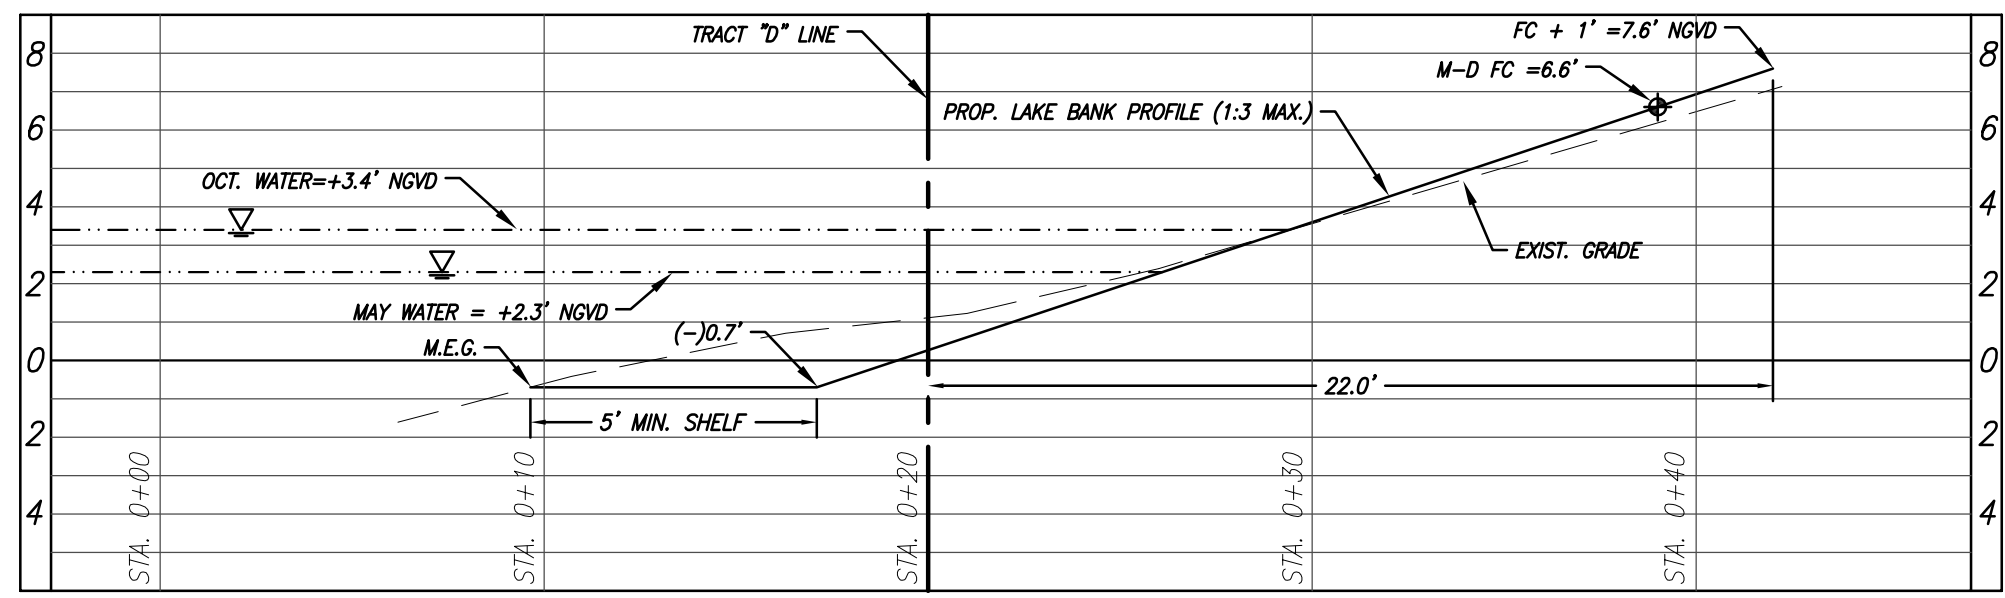 TRACT "D" LINE
FC + 1' =7.6' NGVD
8
8
M-D FC =6.6'
PROP. LAKE BANK PROFILE (1:3 MAX.)
6
6
OCT. WATER=+3.4' NGVD
4
4
EXIST. GRADE
2
2
MAY WATER = +2.3' NGVD
(-)0.7'
M.E.G.
0
0
22.0'
5' MIN. SHELF
2
2
4
4
STA. 0+00
STA. 0+10
STA. 0+20
STA. 0+30
STA. 0+40